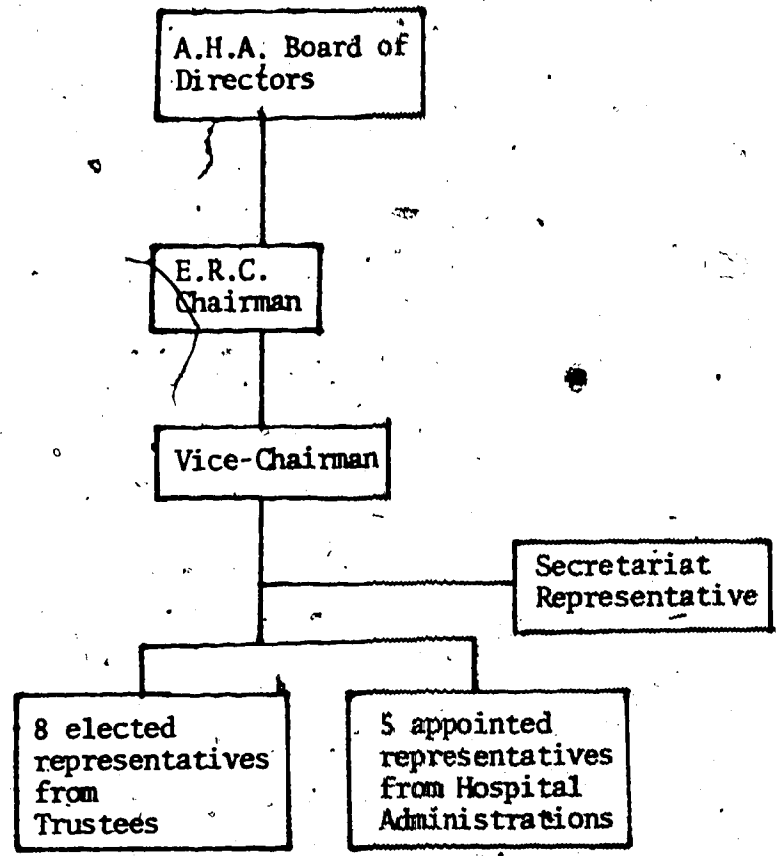 A.H.A. Board of
Directors
E.R.C.
Chairman
Vice-Chairman
Secretariat
Representative
8 elected
representatives
from
Trustees
5 appointed
representatives
from Hospital
Administrations